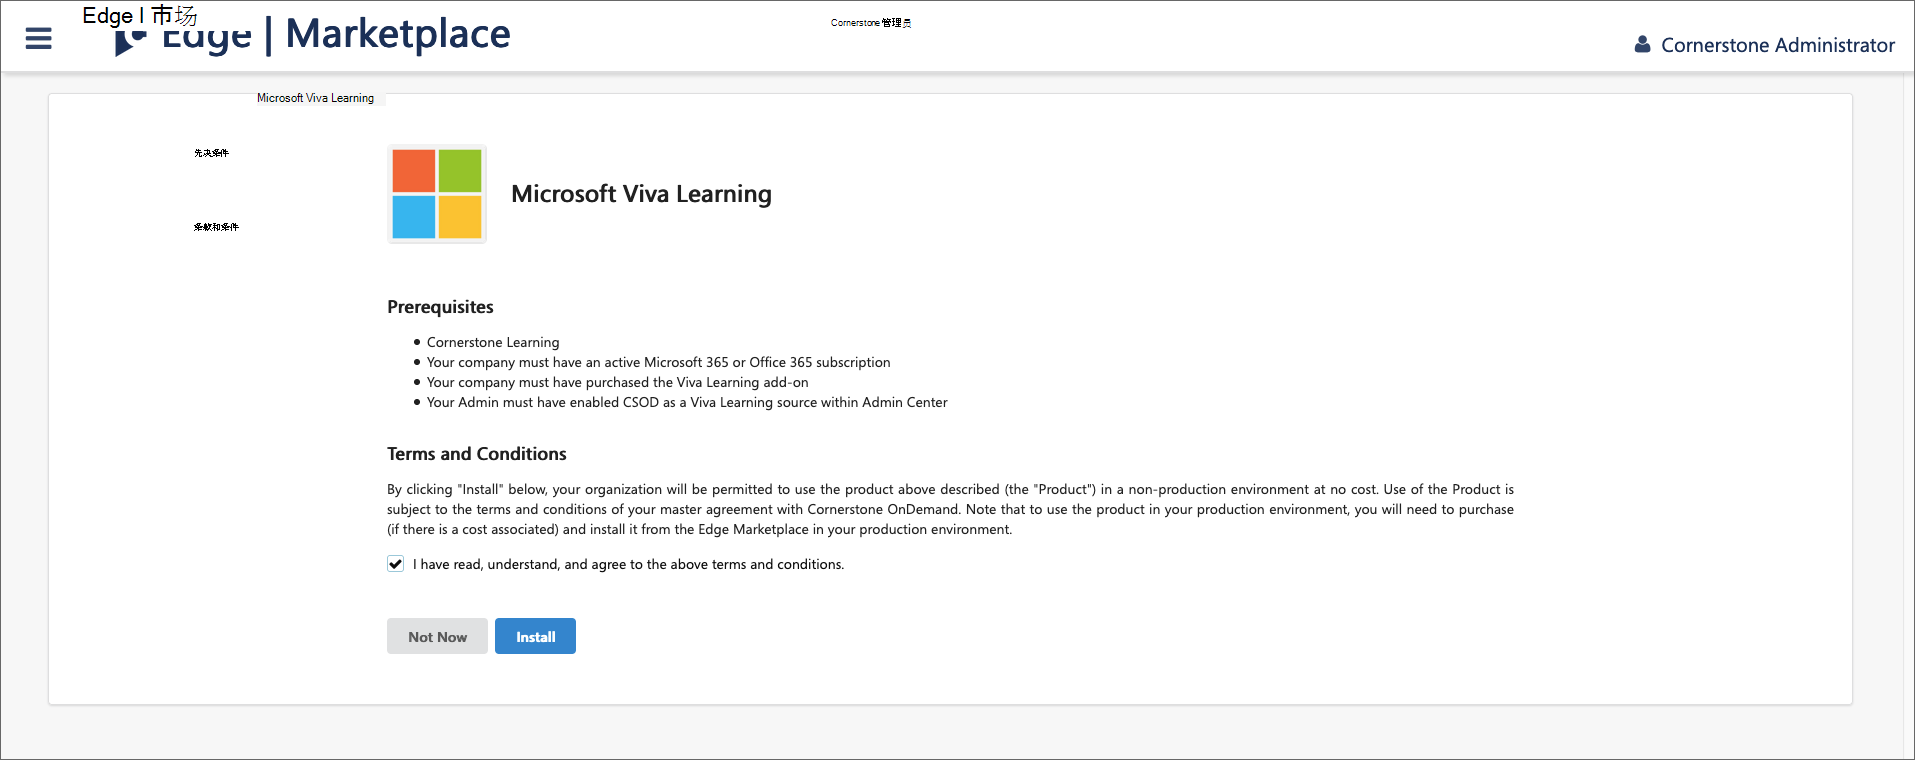 Edge | 市场
Edge | Marketplace
Cornerstone 管理员
Cornerstone Administrator
Microsoft Viva Learning
先决条件
Microsoft Viva Learning
条款和条件
Prerequisites
• Cornerstone Learning
• Your company must have an active Microsoft 365 or Office 365 subscription
• Your company must have purchased the Viva Learning add-on
• Your Admin must have enabled CSOD as a Viva Learning source within Admin Center
Terms and Conditions
By clicking "Install" below, your organization will be permitted to use the product above described (the "Product") in a non-production environment at no cost. Use of the Product is
subject to the terms and conditions of your master agreement with Cornerstone OnDemand. Note that to use the product in your production environment, you will need to purchase
(if there is a cost associated) and install it from the Edge Marketplace in your production environment.
I have read, understand, and agree to the above terms and conditions.
Not Now
Install